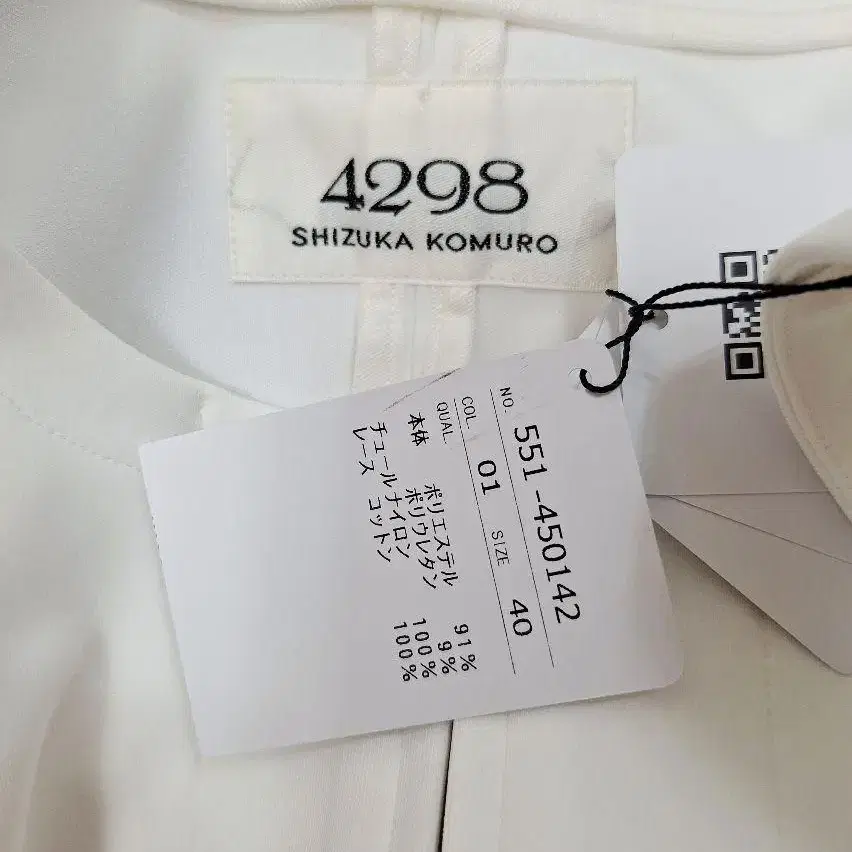 4298
SHIZUKA KOMURO
NO. 551-450142
COL. 01 SIZE 40
QUAL.
本体 ポリエステル 91%
ポリウレタン 9%
チュール ナイロン 100%
レース コットン 100%